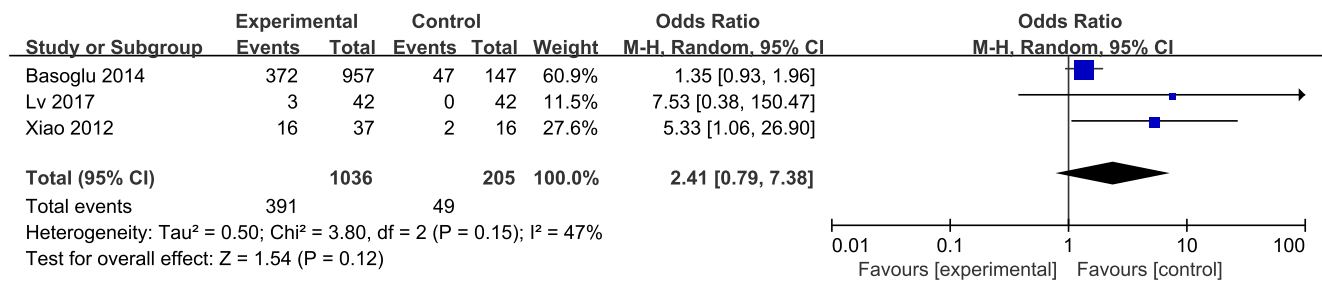 Experimental Control Odds Ratio Odds Ratio
Study or Subgroup Events Total Events Total Weight M-H, Random, 95% CI M-H, Random, 95% CI
Basoglu 2014 372 957 47 147 60.9% 1.35 [0.93, 1.96]
Lv 2017 3 42 0 42 11.5% 7.53 [0.38, 150.47]
Xiao 2012 16 37 2 16 27.6% 5.33 [1.06, 26.90]
Total (95% CI) 1036 205 100.0% 2.41 [0.79, 7.38]
Total events 391 49
Heterogeneity: Tau² = 0.50; Chi² = 3.80, df = 2 (P = 0.15); I² = 47%
Test for overall effect: Z = 1.54 (P = 0.12)
0.01 0.1 1 10 100
Favours [experimental] Favours [control]